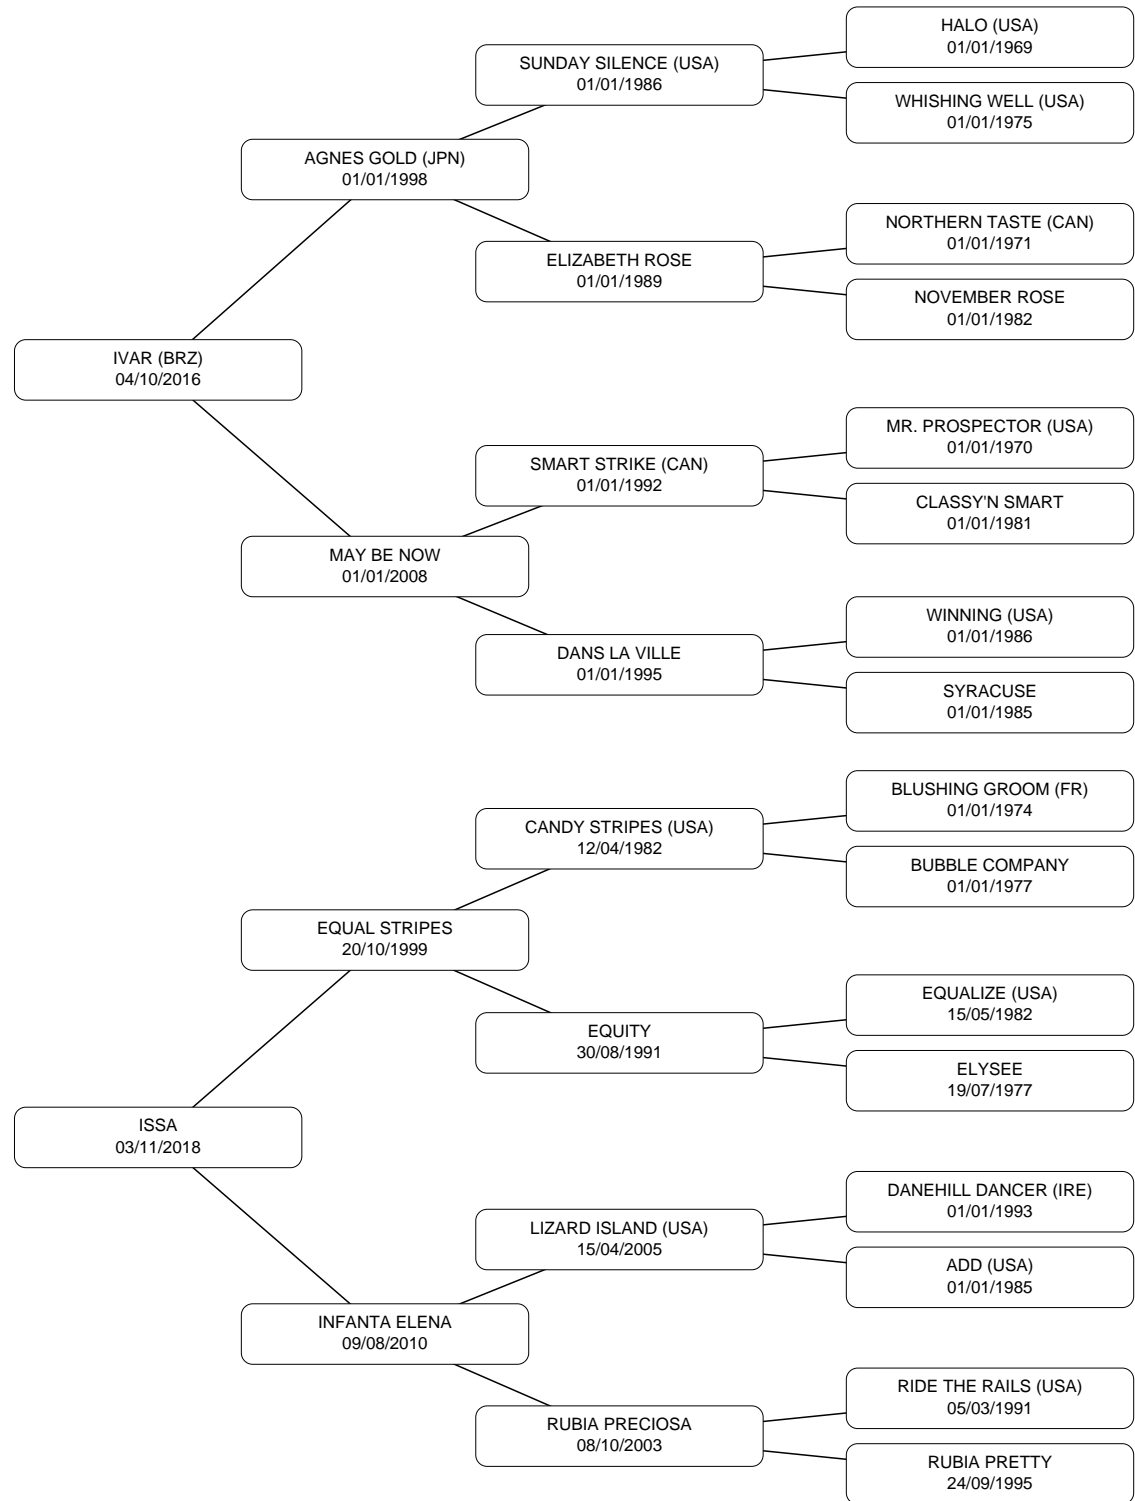 HALO (USA)
01/01/1969
SUNDAY SILENCE (USA)
01/01/1986
WHISHING WELL (USA)
01/01/1975
AGNES GOLD (JPN)
01/01/1998
NORTHERN TASTE (CAN)
01/01/1971
ELIZABETH ROSE
01/01/1989
NOVEMBER ROSE
01/01/1982
IVAR (BRZ)
04/10/2016
MR. PROSPECTOR (USA)
01/01/1970
SMART STRIKE (CAN)
01/01/1992
CLASSY'N SMART
01/01/1981
MAY BE NOW
01/01/2008
WINNING (USA)
01/01/1986
DANS LA VILLE
01/01/1995
SYRACUSE
01/01/1985
BLUSHING GROOM (FR)
01/01/1974
CANDY STRIPES (USA)
12/04/1982
BUBBLE COMPANY
01/01/1977
EQUAL STRIPES
20/10/1999
EQUALIZE (USA)
15/05/1982
EQUITY
30/08/1991
ELYSEE
19/07/1977
ISSA
03/11/2018
DANEHILL DANCER (IRE)
01/01/1993
LIZARD ISLAND (USA)
15/04/2005
ADD (USA)
01/01/1985
INFANTA ELENA
09/08/2010
RIDE THE RAILS (USA)
05/03/1991
RUBIA PRECIOSA
08/10/2003
RUBIA PRETTY
24/09/1995